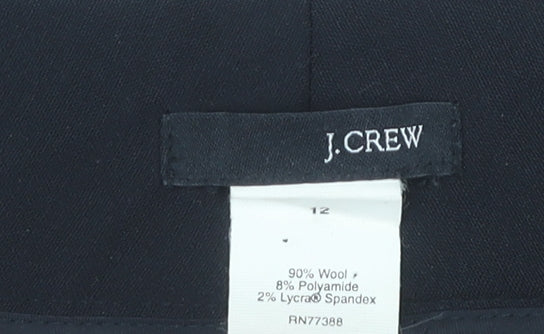 J.CREW
12
90% Wool
8% Polyamide
2% Lycra® Spandex
RN77388